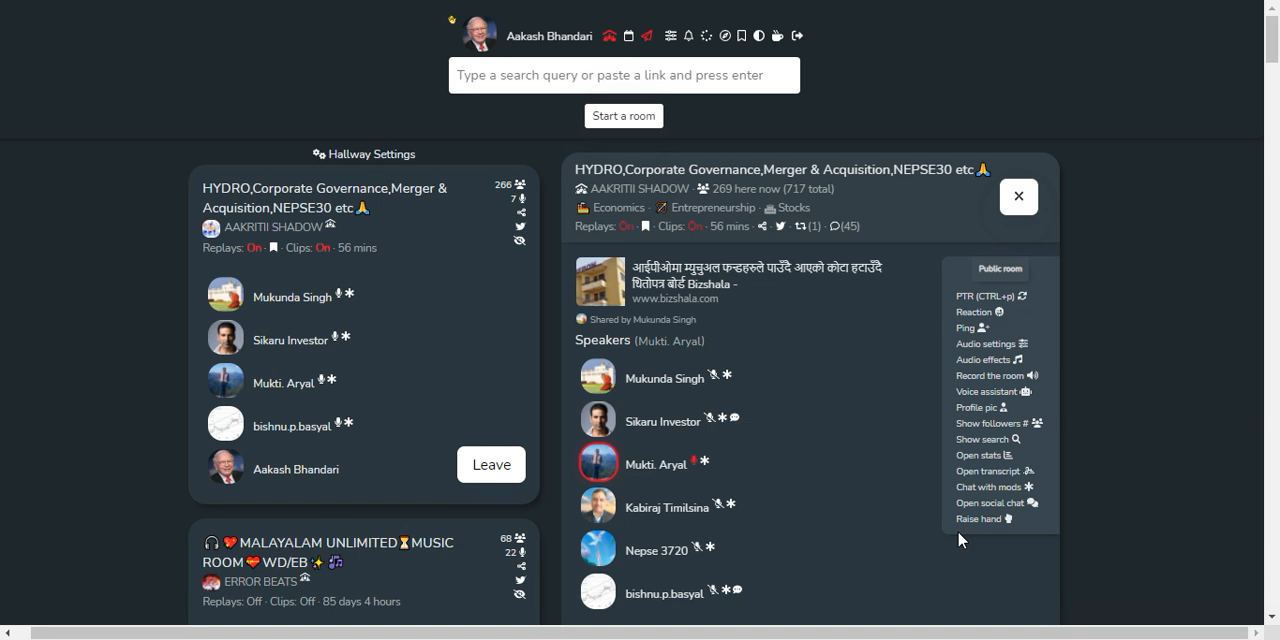 Aakash Bhandari
Type a search query or paste a link and press enter
Start a room
Hallway Settings
HYDRO,Corporate Governance,Merger &
Acquisition,NEPSE30 etc🙏
AAKRITII SHADOW
Replays: On · Clips: On · 56 mins
266
7
Mukunda Singh
Sikaru Investor
Mukti. Aryal
bishnu.p.basyal
Aakash Bhandari
Leave
🎧 💖MALAYALAM UNLIMITED⏳MUSIC
ROOM❤️WD/EB✨🎶
ERROR BEATS
Replays: Off · Clips: Off · 85 days 4 hours
68
22
HYDRO,Corporate Governance,Merger & Acquisition,NEPSE30 etc🙏
AAKRITII SHADOW · 269 here now (717 total)
Economics · Entrepreneurship · Stocks
Replays: On · Clips: On · 56 mins · (1) · (45)
आईपीओमा म्युचुअल फन्डहरुले पाउँदै आएको कोटा हटाउँदै
धितोपत्र बोर्ड Bizshala -
www.bizshala.com
Shared by Mukunda Singh
Speakers (Mukti. Aryal)
Mukunda Singh
Sikaru Investor
Mukti. Aryal
Kabiraj Timilsina
Nepse 3720
bishnu.p.basyal
Public room
PTR (CTRL+p)
Reaction
Ping
Audio settings
Audio effects
Record the room
Voice assistant
Profile pic
Show followers #
Show search
Open stats
Open transcript
Chat with mods
Open social chat
Raise hand